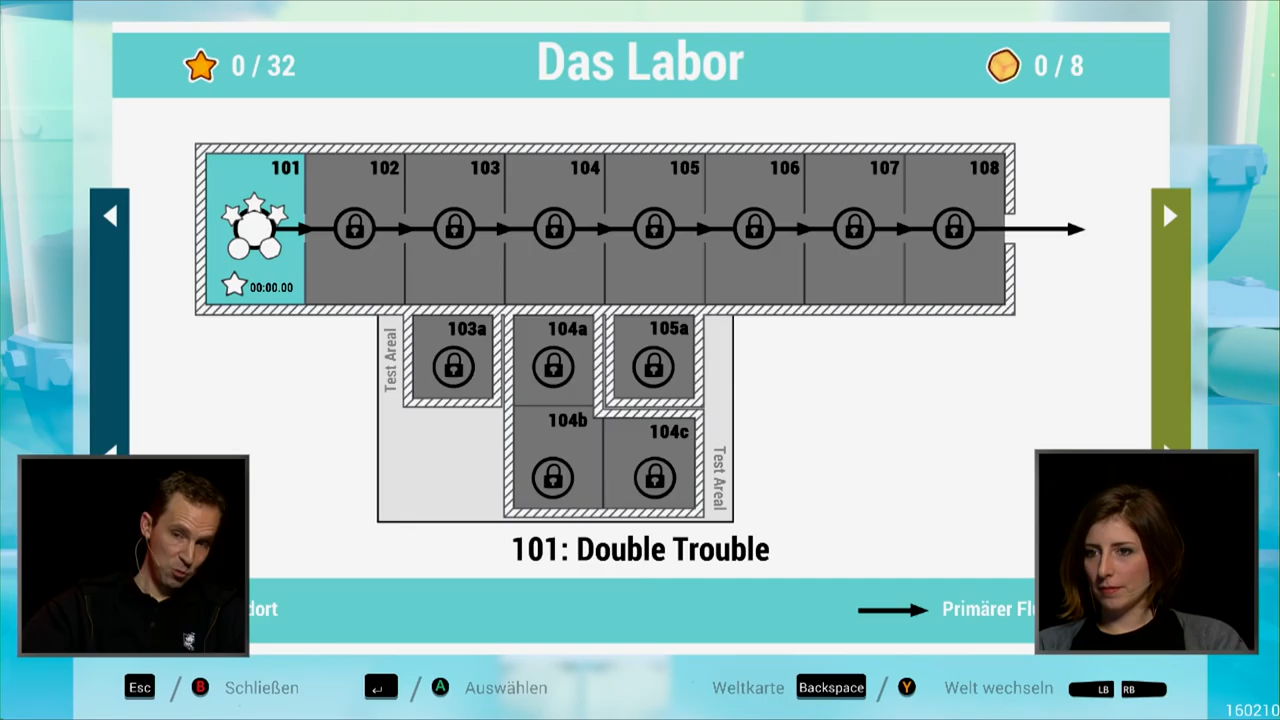 0 / 32
Das Labor
0 / 8
101
102
103
104
105
106
107
108
00:00.00
103a
104a
105a
Test Areal
104b
104c
Test Areal
101: Double Trouble
dort
Primärer Flu
Esc / B Schließen
/ A Auswählen
Weltkarte Backspace / Y
Welt wechseln LB RB
160210